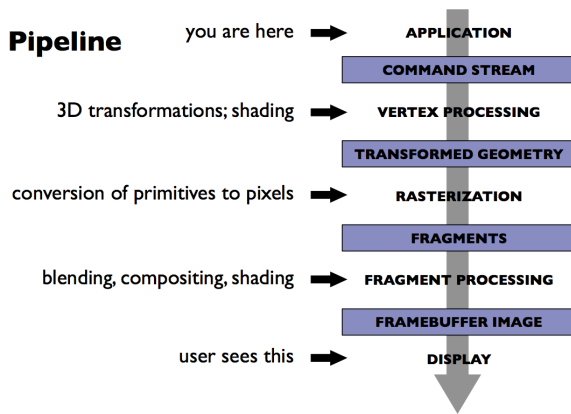 Pipeline
you are here
APPLICATION
COMMAND STREAM
3D transformations; shading
VERTEX PROCESSING
TRANSFORMED GEOMETRY
conversion of primitives to pixels
RASTERIZATION
FRAGMENTS
blending, compositing, shading
FRAGMENT PROCESSING
FRAMEBUFFER IMAGE
user sees this
DISPLAY